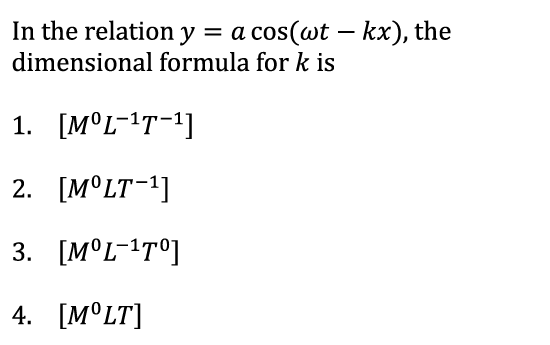 In the relation y = a cos(ωt − kx), the
dimensional formula for k is
1. [M⁰L⁻¹T⁻¹]
2. [M⁰LT⁻¹]
3. [M⁰L⁻¹T⁰]
4. [M⁰LT]